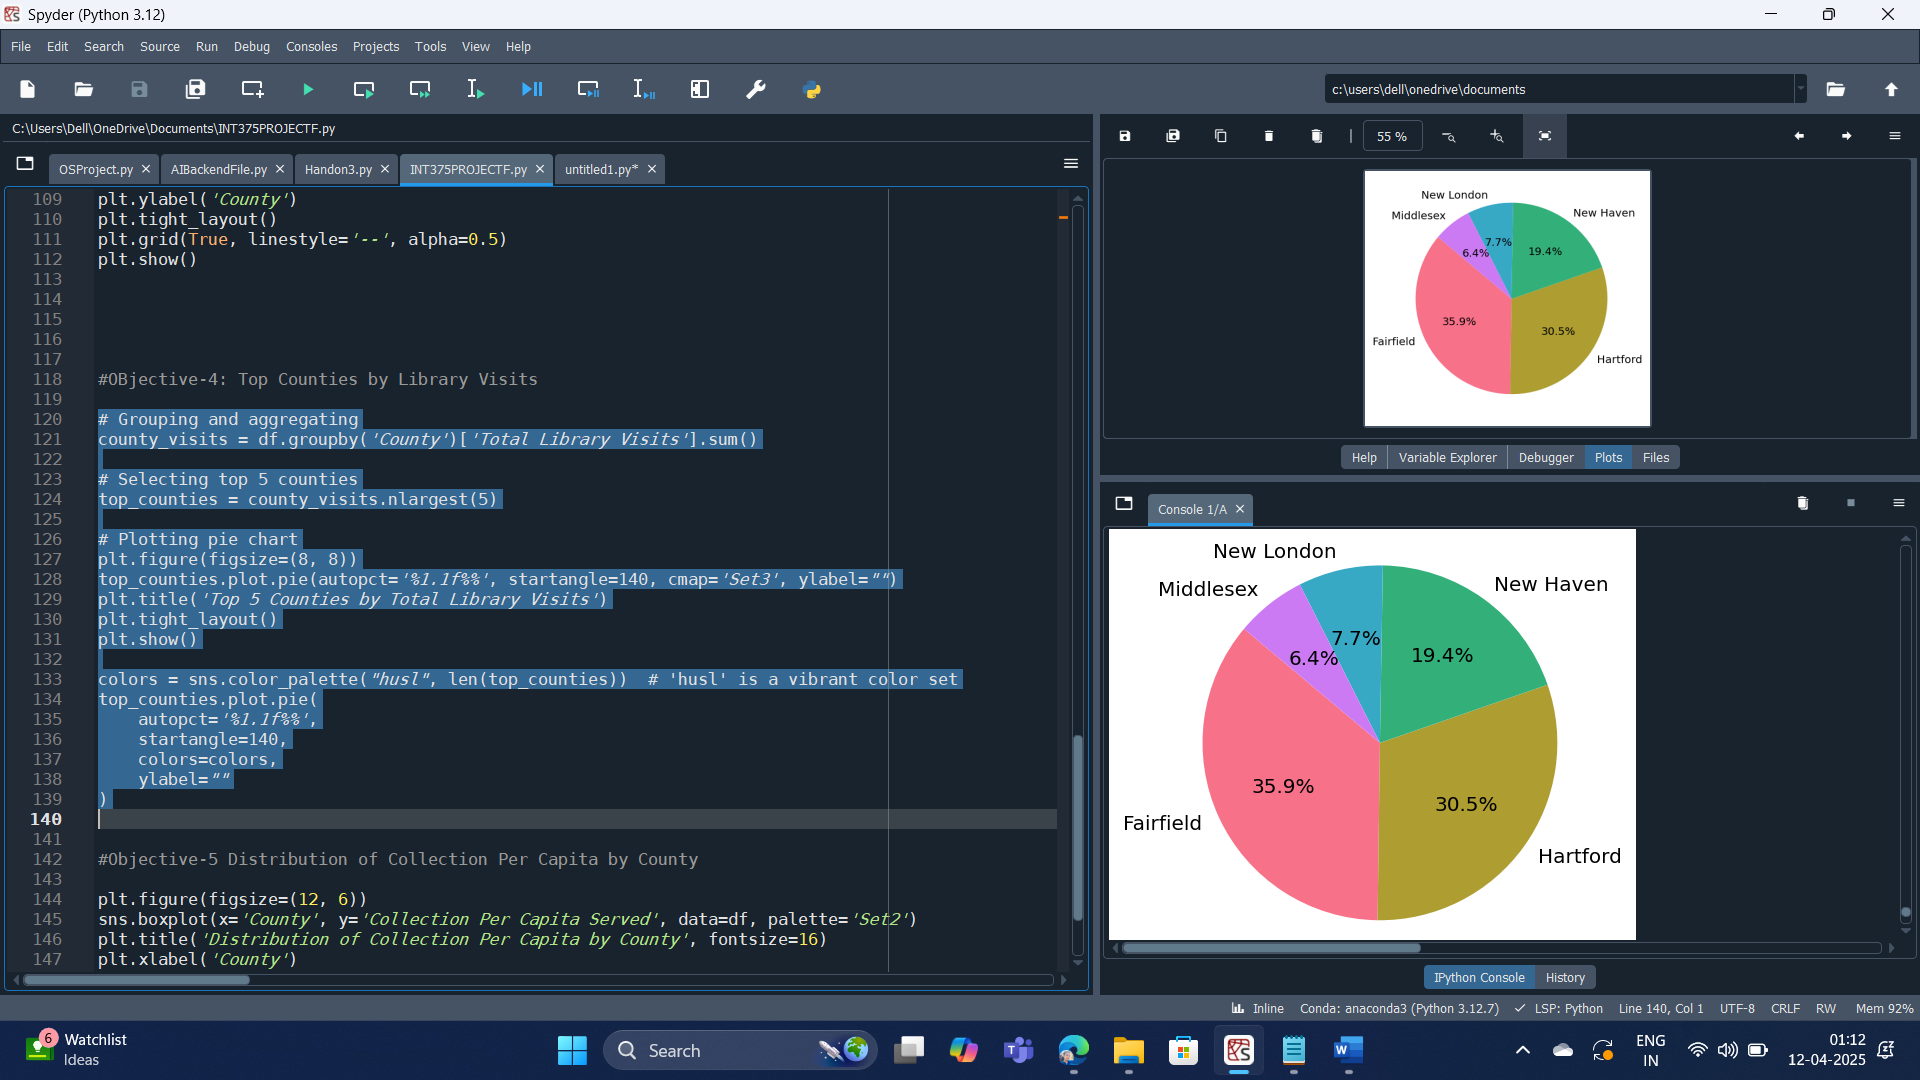 Spyder (Python 3.12)
File Edit Search Source Run Debug Consoles Projects Tools View Help
c:\users\dell\onedrive\documents
C:\Users\Dell\OneDrive\Documents\INT375PROJECTF.py
OSProject.py AIBackendFile.py Handon3.py INT375PROJECTF.py untitled1.py*
109 plt.ylabel('County')
110 plt.tight_layout()
111 plt.grid(True, linestyle='--', alpha=0.5)
112 plt.show()
113
114
115
116
117
118 #OBjective-4: Top Counties by Library Visits
119
120 # Grouping and aggregating
121 county_visits = df.groupby('County')['Total Library Visits'].sum()
122
123 # Selecting top 5 counties
124 top_counties = county_visits.nlargest(5)
125
126 # Plotting pie chart
127 plt.figure(figsize=(8, 8))
128 top_counties.plot.pie(autopct='%1.1f%%', startangle=140, cmap='Set3', ylabel="")
129 plt.title('Top 5 Counties by Total Library Visits')
130 plt.tight_layout()
131 plt.show()
132
133 colors = sns.color_palette("husl", len(top_counties))  # 'husl' is a vibrant color set
134 top_counties.plot.pie(
135     autopct='%1.1f%%',
136     startangle=140,
137     colors=colors,
138     ylabel=""
139 )
140
141
142 #Objective-5 Distribution of Collection Per Capita by County
143
144 plt.figure(figsize=(12, 6))
145 sns.boxplot(x='County', y='Collection Per Capita Served', data=df, palette='Set2')
146 plt.title('Distribution of Collection Per Capita by County', fontsize=16)
147 plt.xlabel('County')
55 %
New London
Middlesex
New Haven
7.7%
6.4%
19.4%
35.9%
30.5%
Fairfield
Hartford
Help Variable Explorer Debugger Plots Files
Console 1/A
New London
Middlesex
New Haven
7.7%
6.4%
19.4%
35.9%
30.5%
Fairfield
Hartford
IPython Console History
Inline Conda: anaconda3 (Python 3.12.7) LSP: Python Line 140, Col 1 UTF-8 CRLF RW Mem 92%
6
Watchlist
Ideas
Search
ENG
IN
01:12
12-04-2025